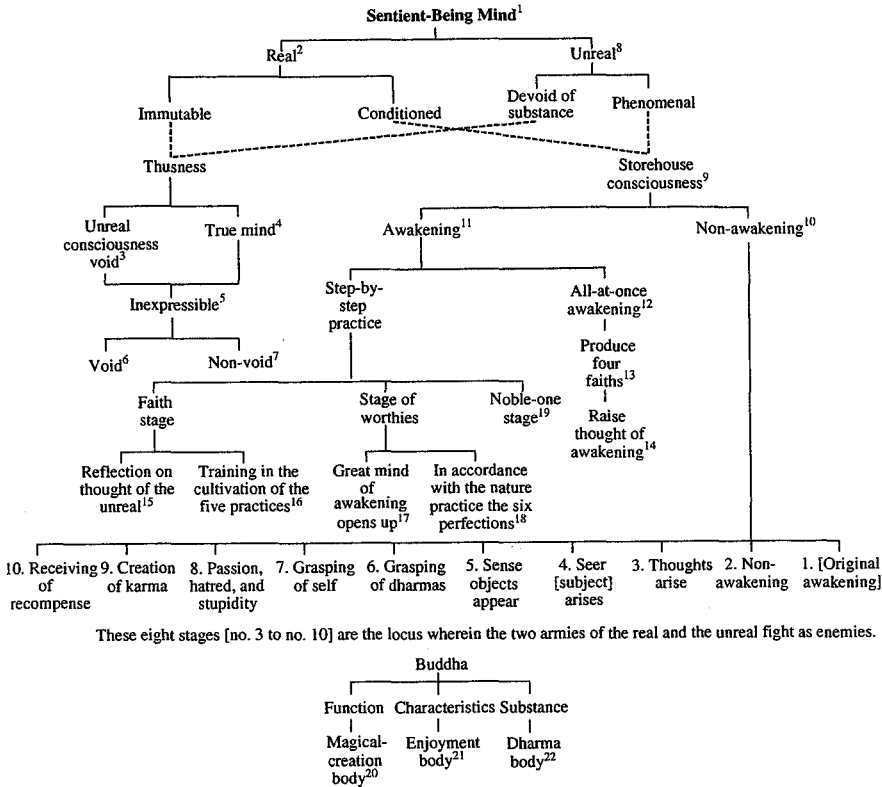 Sentient-Being Mind¹
Real²
Unreal⁸
Immutable
Conditioned
Devoid of
substance
Phenomenal
Thusness
Storehouse
consciousness⁹
Unreal
consciousness
void³
True mind⁴
Awakening¹¹
Non-awakening¹⁰
Inexpressible⁵
Step-by-
step
practice
All-at-once
awakening¹²
Void⁶
Non-void⁷
Produce
four
faiths¹³
Faith
stage
Stage of
worthies
Noble-one
stage¹⁹
Raise
thought of
awakening¹⁴
Reflection on
thought of the
unreal¹⁵
Training in the
cultivation of the
five practices¹⁶
Great mind
of
awakening
opens up¹⁷
In accordance
with the nature
practice the six
perfections¹⁸
10. Receiving
of
recompense
9. Creation
of karma
8. Passion,
hatred, and
stupidity
7. Grasping
of self
6. Grasping
of dharmas
5. Sense
objects
appear
4. Seer
[subject]
arises
3. Thoughts
arise
2. Non-
awakening
1. [Original
awakening]
These eight stages [no. 3 to no. 10] are the locus wherein the two armies of the real and the unreal fight as enemies.
Buddha
Function
Characteristics
Substance
Magical-
creation
body²⁰
Enjoyment
body²¹
Dharma
body²²